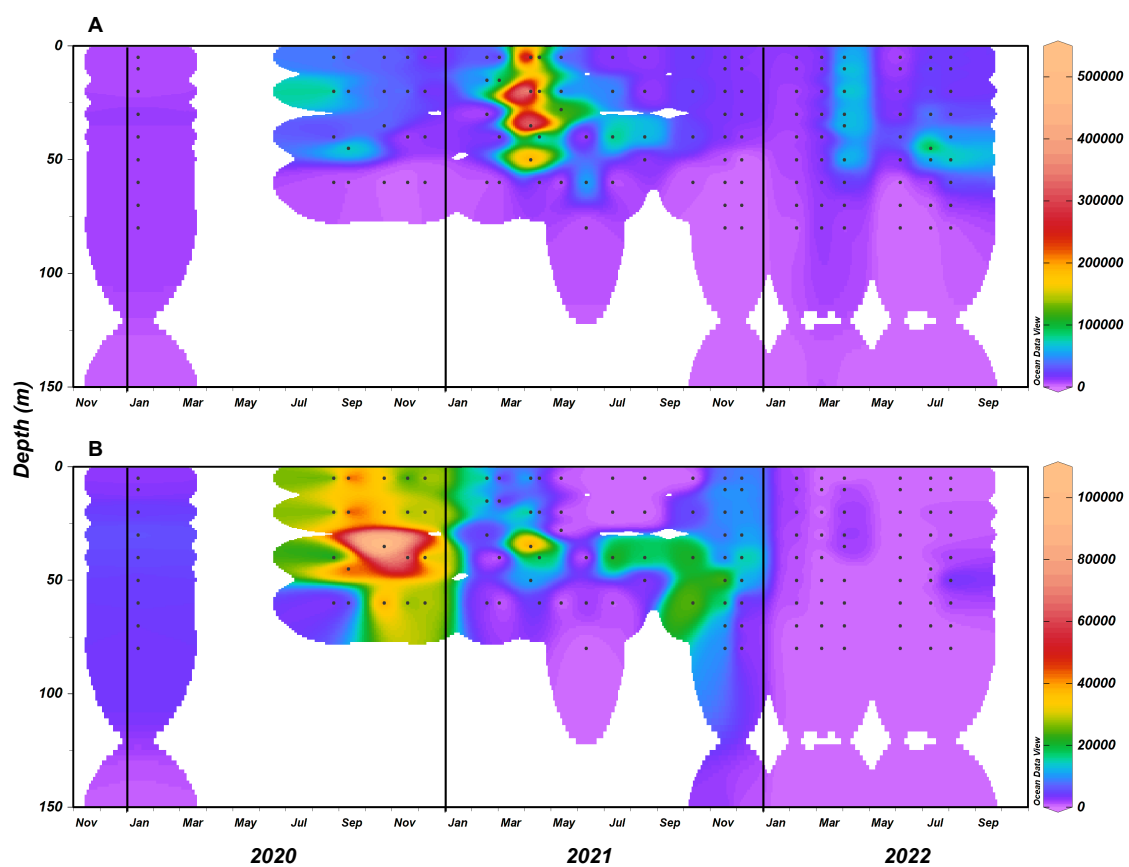 A
0
50
100
150
Nov Jan Mar May Jul Sep Nov Jan Mar May Jul Sep Nov Jan Mar May Jul Sep
Ocean Data View
500000
400000
300000
200000
100000
0
Depth (m)
B
0
50
100
150
Nov Jan Mar May Jul Sep Nov Jan Mar May Jul Sep Nov Jan Mar May Jul Sep
Ocean Data View
100000
80000
60000
40000
20000
0
2020 2021 2022